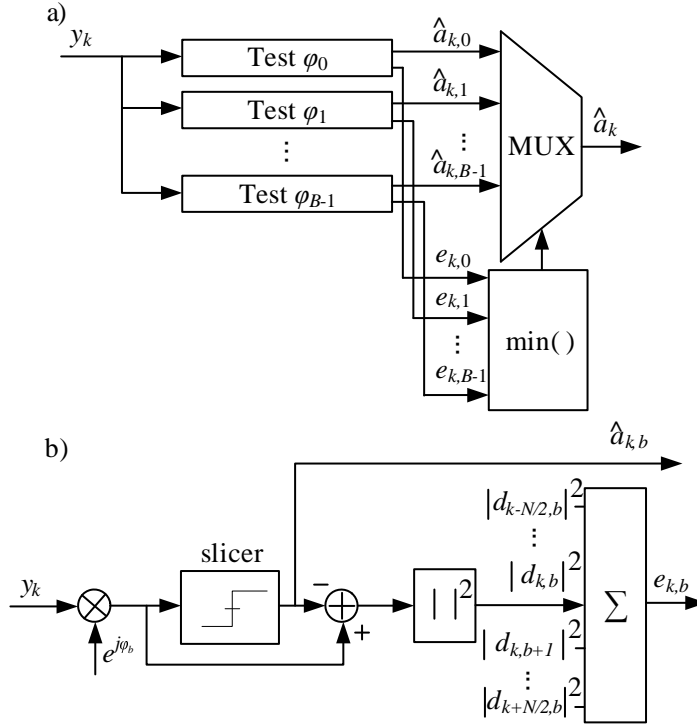 a)
y_k
Test φ_0
Test φ_1
⋮
Test φ_{B-1}
â_{k,0}
â_{k,1}
⋮
â_{k,B-1}
MUX
â_k
e_{k,0}
e_{k,1}
⋮
e_{k,B-1}
min( )
b)
â_{k,b}
y_k
e^{jφ_b}
slicer
−
+
| |^2
|d_{k-N/2,b}|^2
⋮
|d_{k,b}|^2
|d_{k,b+1}|^2
⋮
|d_{k+N/2,b}|^2
Σ
e_{k,b}